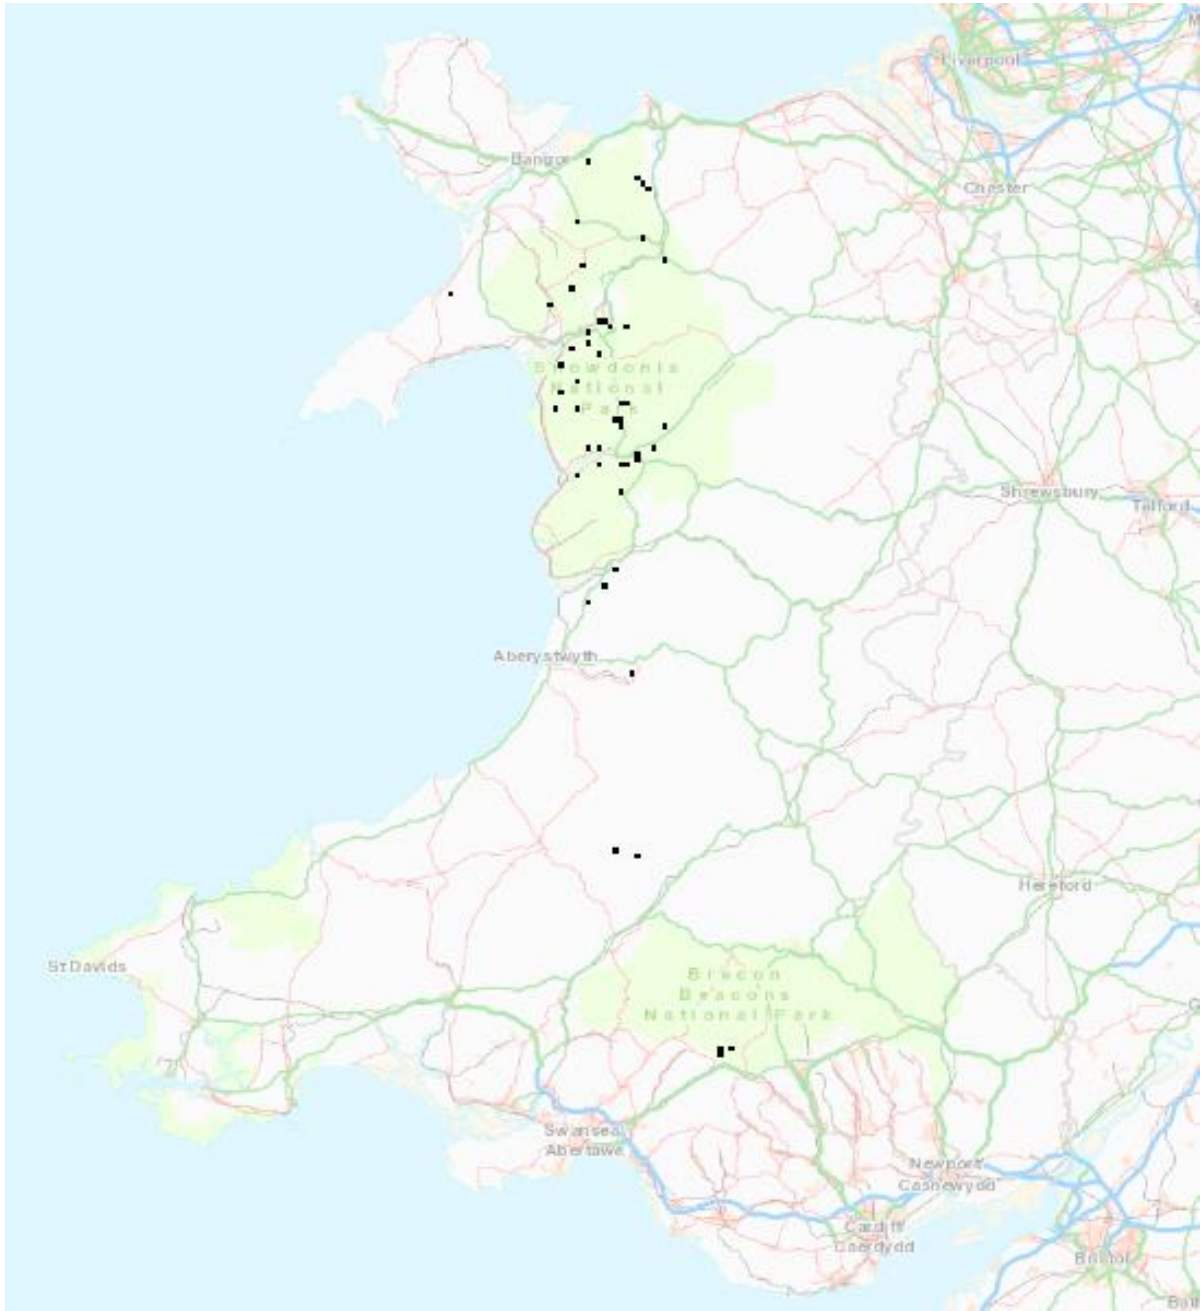 Liverpool
Bangor
Chester
Snowdonia
National
Park
Shrewsbury
Telford
Aberystwyth
Hereford
St Davids
Brecon
Beacons
National Park
Swansea
Abertawe
Newport
Casnewydd
Cardiff
Caerdydd
Bristol